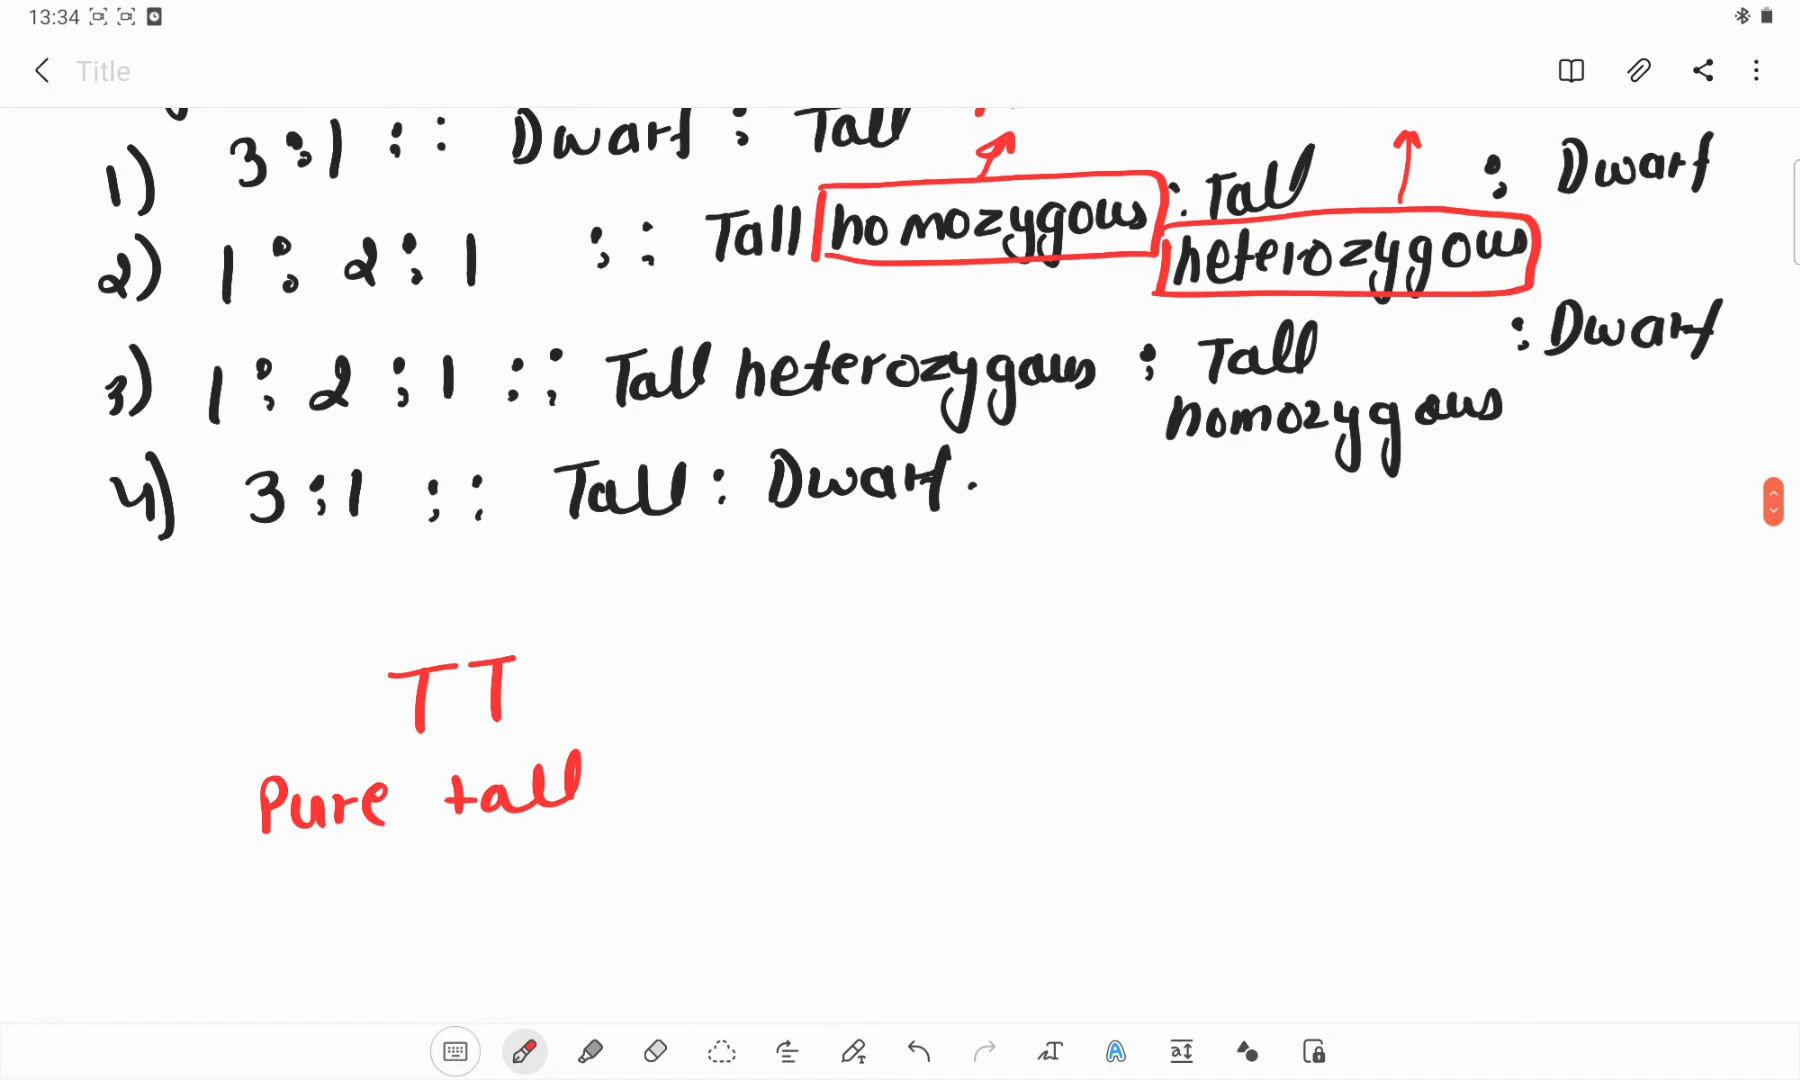 13:34
Title
1) 3:1 :: Dwarf : Tall
2) 1 : 2 : 1 :: Tall homozygous : Tall heterozygous : Dwarf
3) 1 : 2 : 1 :: Tall heterozygous : Tall homozygous : Dwarf
4) 3:1 :: Tall : Dwarf.
TT
Pure tall